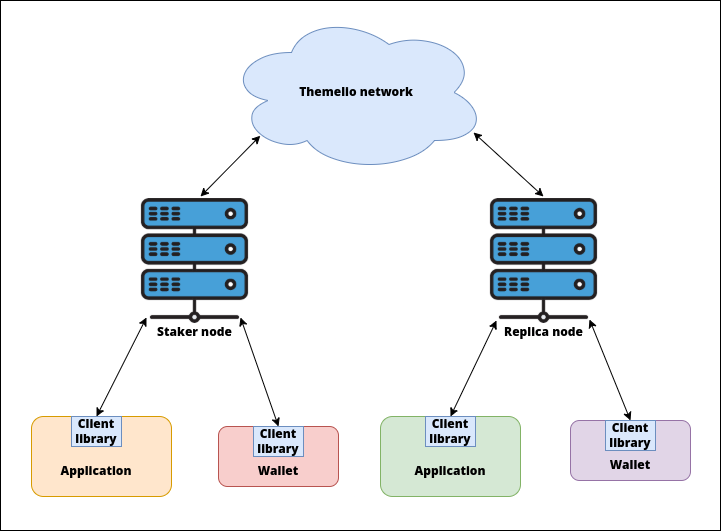 Themelio network
Staker node
Replica node
Client
library
Application
Client
library
Wallet
Client
library
Application
Client
library
Wallet